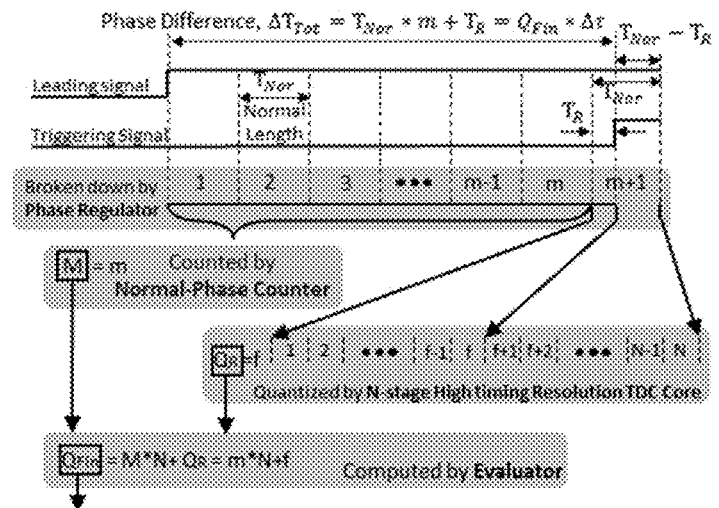 Phase Difference, ΔT_Tot = T_Nor * m + T_R = Q_Fin * Δτ
T_Nor − T_R
Leading signal
T_Nor
T_Nor
Normal
Length
T_R
Triggering Signal
Broken down by
Phase Regulator
1 2 3 ••• m-1 m m+1
M = m
Counted by
Normal-Phase Counter
Q_R=f
1 2 ••• f-1 f f+1 f+2 ••• N-1 N
Quantized by N-stage High timing Resolution TDC Core
Q_Fin = M*N+ Q_R = m*N+f
Computed by Evaluator